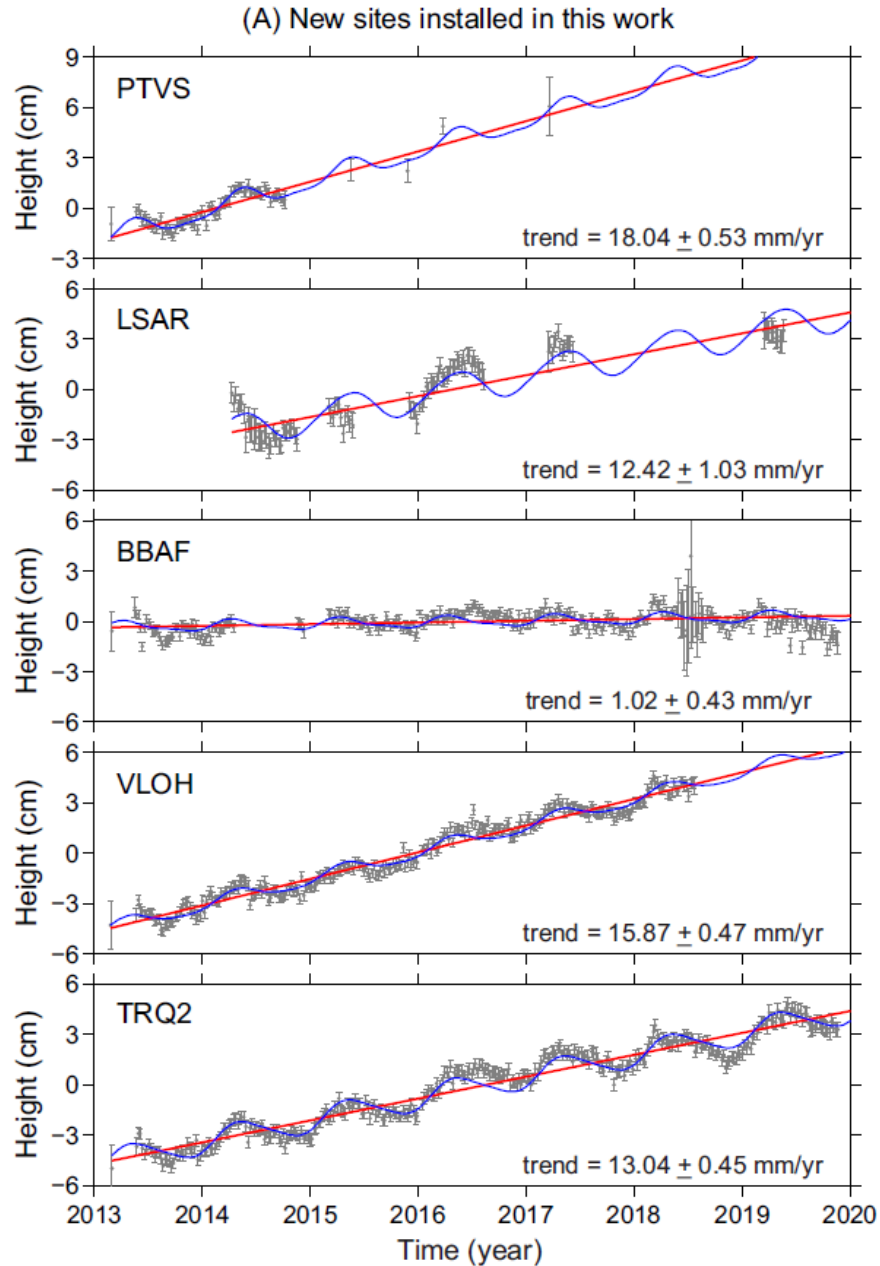 (A) New sites installed in this work
9
6
3
0
−3
Height (cm)
PTVS
trend = 18.04 ± 0.53 mm/yr
6
3
0
−3
−6
Height (cm)
LSAR
trend = 12.42 ± 1.03 mm/yr
6
3
0
−3
−6
Height (cm)
BBAF
trend = 1.02 ± 0.43 mm/yr
6
3
0
−3
−6
Height (cm)
VLOH
trend = 15.87 ± 0.47 mm/yr
6
3
0
−3
−6
Height (cm)
TRQ2
trend = 13.04 ± 0.45 mm/yr
2013 2014 2015 2016 2017 2018 2019 2020
Time (year)